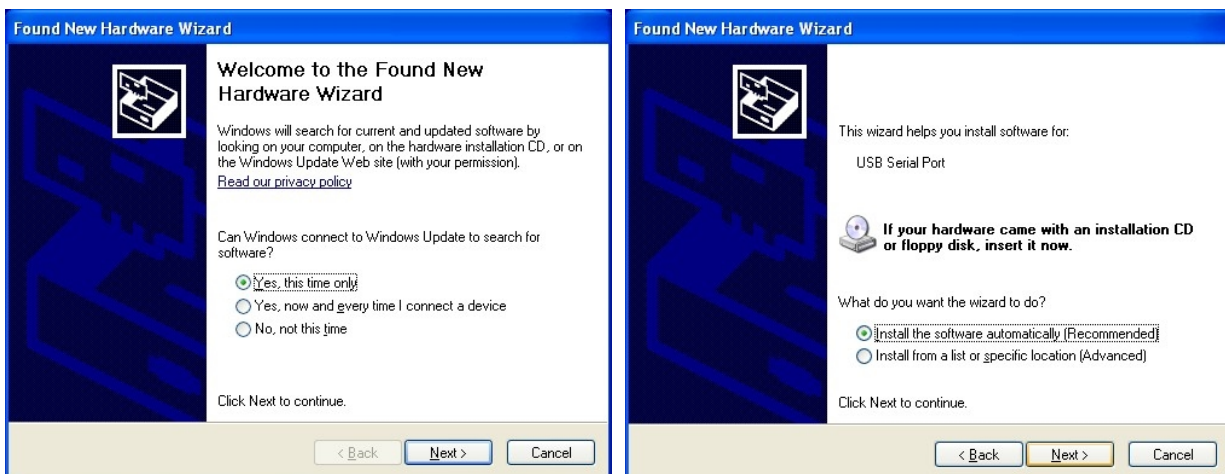 Found New Hardware Wizard
Welcome to the Found New
Hardware Wizard
Windows will search for current and updated software by
looking on your computer, on the hardware installation CD, or on
the Windows Update Web site (with your permission).
Read our privacy policy
Can Windows connect to Windows Update to search for
software?
Yes, this time only
Yes, now and every time I connect a device
No, not this time
Click Next to continue.
< Back
Next >
Cancel
Found New Hardware Wizard
This wizard helps you install software for:
USB Serial Port
If your hardware came with an installation CD
or floppy disk, insert it now.
What do you want the wizard to do?
Install the software automatically (Recommended)
Install from a list or specific location (Advanced)
Click Next to continue.
< Back
Next >
Cancel